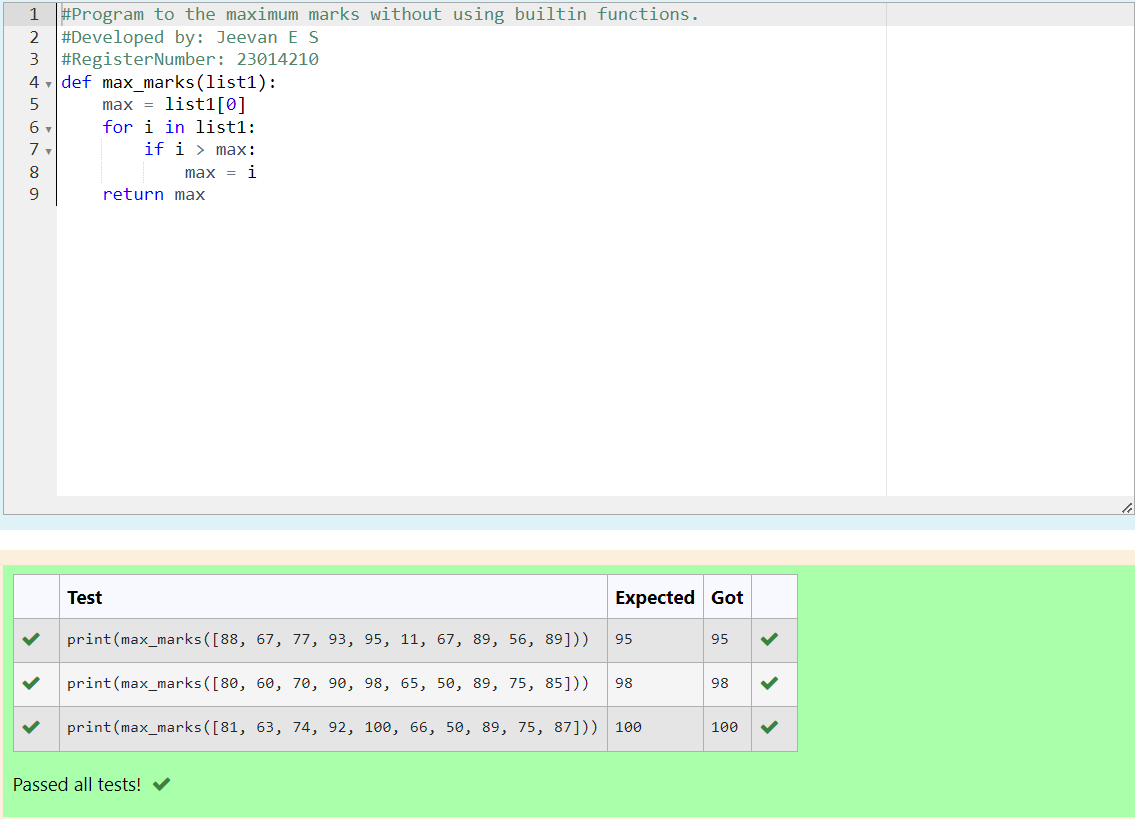 1 #Program to the maximum marks without using builtin functions.
2 #Developed by: Jeevan E S
3 #RegisterNumber: 23014210
4 def max_marks(list1):
5     max = list1[0]
6     for i in list1:
7         if i > max:
8             max = i
9     return max
Test Expected Got
print(max_marks([88, 67, 77, 93, 95, 11, 67, 89, 56, 89])) 95 95
print(max_marks([80, 60, 70, 90, 98, 65, 50, 89, 75, 85])) 98 98
print(max_marks([81, 63, 74, 92, 100, 66, 50, 89, 75, 87])) 100 100
Passed all tests!